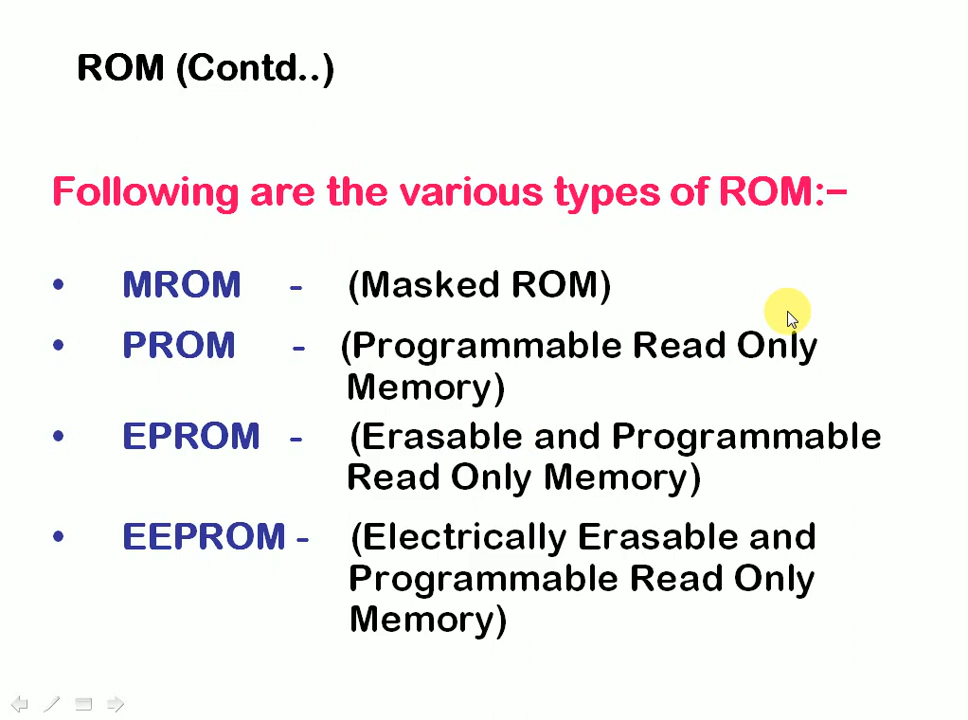 ROM (Contd..)
Following are the various types of ROM:–
• MROM - (Masked ROM)
• PROM - (Programmable Read Only
Memory)
• EPROM - (Erasable and Programmable
Read Only Memory)
• EEPROM - (Electrically Erasable and
Programmable Read Only
Memory)